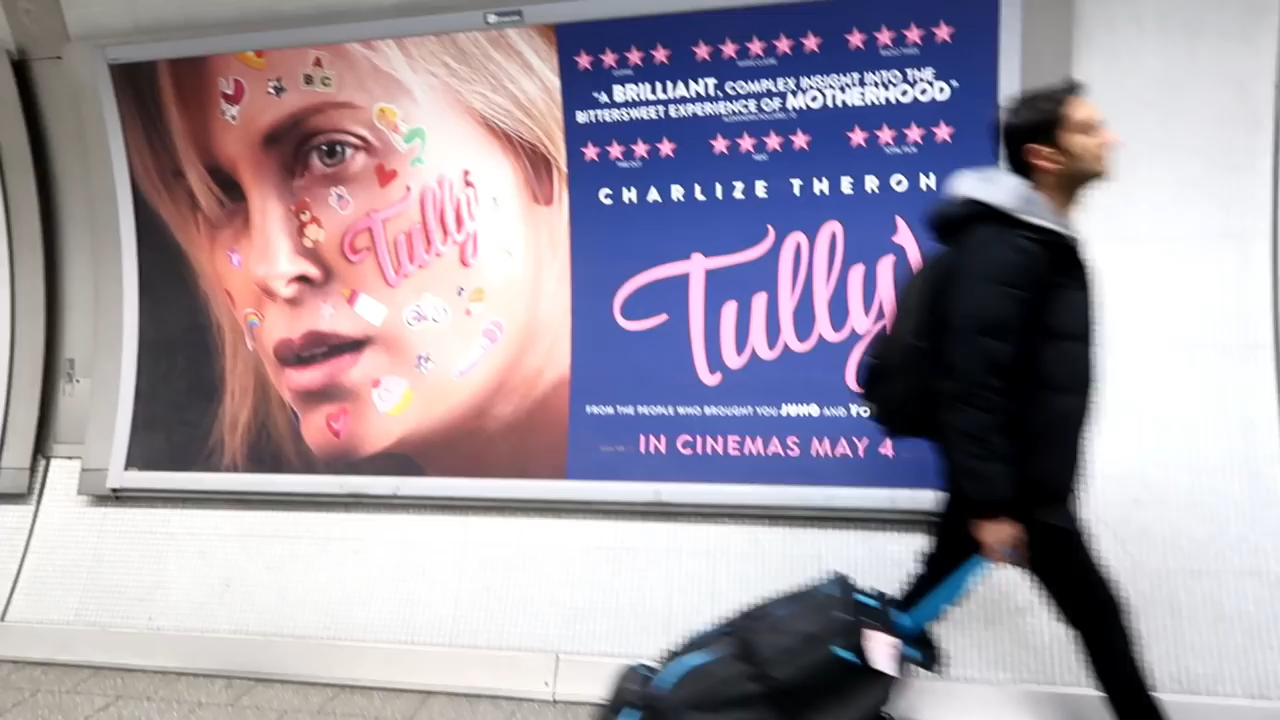 A
B C
Tully
"A BRILLIANT, COMPLEX INSIGHT INTO THE
BITTERSWEET EXPERIENCE OF MOTHERHOOD"
CHARLIZE THERON
Tully
FROM THE PEOPLE WHO BROUGHT YOU JUNO AND
IN CINEMAS MAY 4